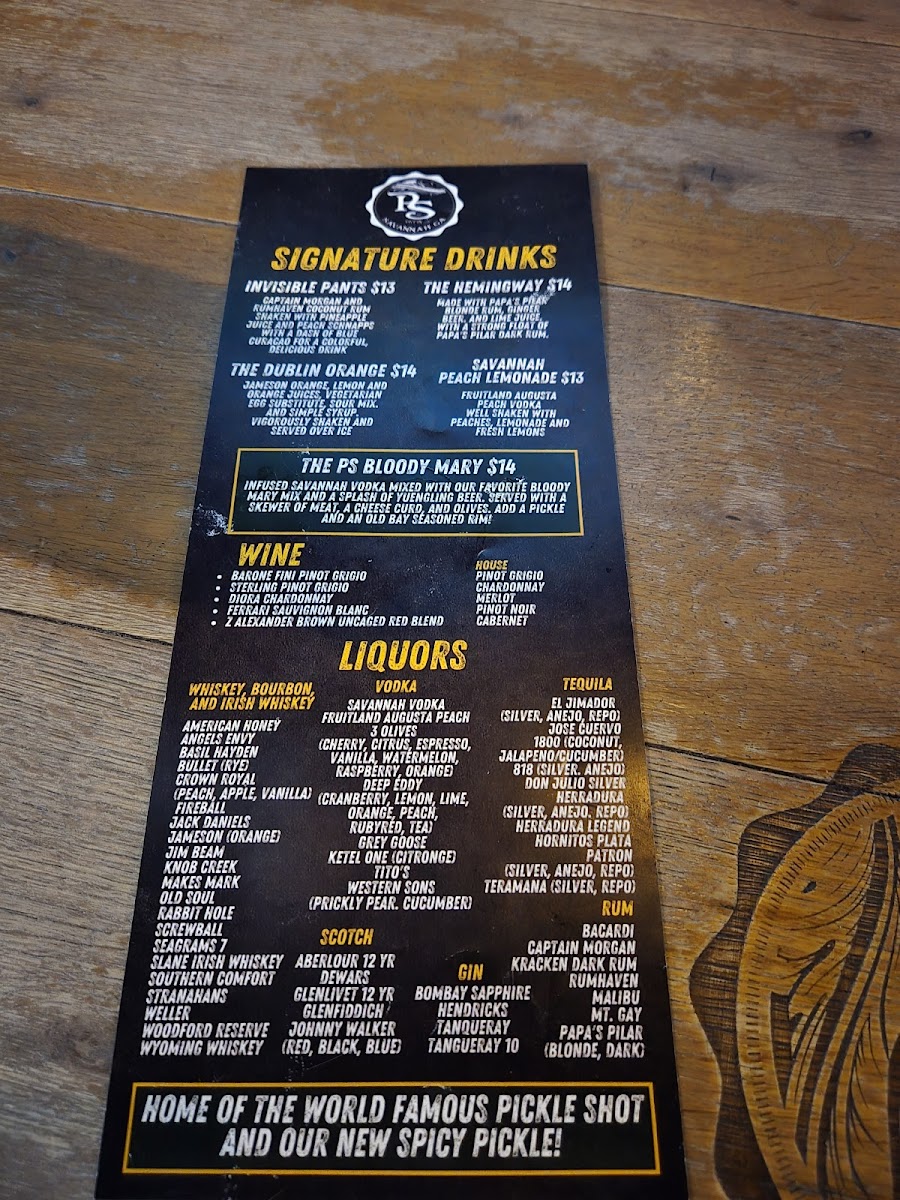 PS
SAVANNAH GA
SIGNATURE DRINKS
INVISIBLE PANTS $13
CAPTAIN MORGAN AND
RUMHAVEN COCONUT RUM
SHAKEN WITH PINEAPPLE
JUICE AND PEACH SCHNAPPS
WITH A DASH OF BLUE
CURACAO FOR A COLORFUL,
DELICIOUS DRINK
THE HEMINGWAY $14
MADE WITH PAPA'S PILAR
BLONDE RUM, GINGER
BEER, AND LIME JUICE,
WITH A STRONG FLOAT OF
PAPA'S PILAR DARK RUM.
THE DUBLIN ORANGE $14
JAMESON ORANGE, LEMON AND
ORANGE JUICES, VEGETARIAN
EGG SUBSTITUTE, SOUR MIX,
AND SIMPLE SYRUP.
VIGOROUSLY SHAKEN AND
SERVED OVER ICE
SAVANNAH
PEACH LEMONADE $13
FRUITLAND AUGUSTA
PEACH VODKA
WELL SHAKEN WITH
PEACHES, LEMONADE AND
FRESH LEMONS
THE PS BLOODY MARY $14
INFUSED SAVANNAH VODKA MIXED WITH OUR FAVORITE BLOODY
MARY MIX AND A SPLASH OF YUENGLING BEER. SERVED WITH A
SKEWER OF MEAT, A CHEESE CURD, AND OLIVES. ADD A PICKLE
AND AN OLD BAY SEASONED RIM!
WINE
• BARONE FINI PINOT GRIGIO
• STERLING PINOT GRIGIO
• DIORA CHARDONNAY
• FERRARI SAUVIGNON BLANC
• Z ALEXANDER BROWN UNCAGED RED BLEND
HOUSE
PINOT GRIGIO
CHARDONNAY
MERLOT
PINOT NOIR
CABERNET
LIQUORS
WHISKEY, BOURBON,
AND IRISH WHISKEY
AMERICAN HONEY
ANGELS ENVY
BASIL HAYDEN
BULLET (RYE)
CROWN ROYAL
(PEACH, APPLE, VANILLA)
FIREBALL
JACK DANIELS
JAMESON (ORANGE)
JIM BEAM
KNOB CREEK
MAKES MARK
OLD SOUL
RABBIT HOLE
SCREWBALL
SEAGRAMS 7
SLANE IRISH WHISKEY
SOUTHERN COMFORT
STRANAHANS
WELLER
WOODFORD RESERVE
WYOMING WHISKEY
VODKA
SAVANNAH VODKA
FRUITLAND AUGUSTA PEACH
3 OLIVES
(CHERRY, CITRUS, ESPRESSO,
VANILLA, WATERMELON,
RASPBERRY, ORANGE)
DEEP EDDY
(CRANBERRY, LEMON, LIME,
ORANGE, PEACH,
RUBYRED, TEA)
GREY GOOSE
KETEL ONE (CITRONGE)
TITO'S
WESTERN SONS
(PRICKLY PEAR. CUCUMBER)
SCOTCH
ABERLOUR 12 YR
DEWARS
GLENLIVET 12 YR
GLENFIDDICH
JOHNNY WALKER
(RED, BLACK, BLUE)
GIN
BOMBAY SAPPHIRE
HENDRICKS
TANQUERAY
TANGUERAY 10
TEQUILA
EL JIMADOR
(SILVER, ANEJO, REPO)
JOSE CUERVO
1800 (COCONUT,
JALAPENO/CUCUMBER)
818 (SILVER. ANEJO)
DON JULIO SILVER
HERRADURA
(SILVER, ANEJO, REPO)
HERRADURA LEGEND
HORNITOS PLATA
PATRON
(SILVER, ANEJO, REPO)
TERAMANA (SILVER, REPO)
RUM
BACARDI
CAPTAIN MORGAN
KRACKEN DARK RUM
RUMHAVEN
MALIBU
MT. GAY
PAPA'S PILAR
(BLONDE, DARK)
HOME OF THE WORLD FAMOUS PICKLE SHOT
AND OUR NEW SPICY PICKLE!